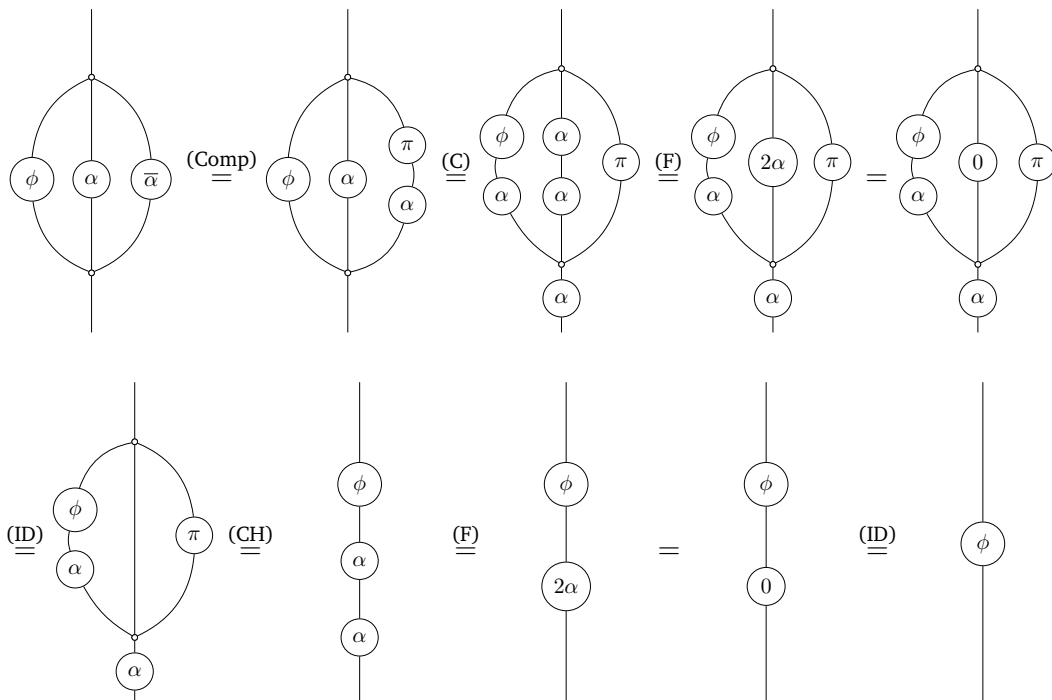 ϕ α α̅ (Comp) = ϕ α π α (C) = ϕ α α α π α (F) = ϕ α 2α π α = ϕ α 0 π α
(ID) = ϕ α π α (CH) = ϕ α α (F) = ϕ 2α = ϕ 0 (ID) = ϕ